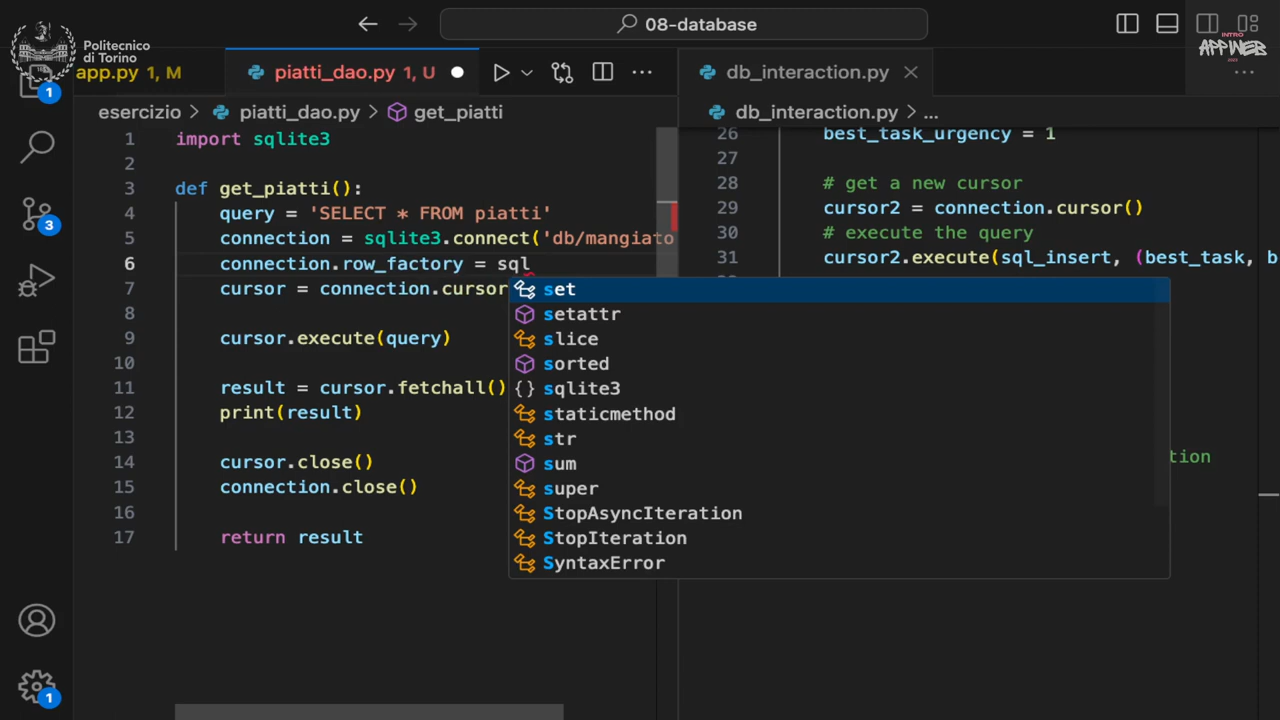 08-database
Politecnico
di Torino
INTRO
APPWEB
2023
app.py 1, M
piatti_dao.py 1, U
db_interaction.py
esercizio > piatti_dao.py > get_piatti
db_interaction.py > ...
1 import sqlite3
2
3 def get_piatti():
4 query = 'SELECT * FROM piatti'
5 connection = sqlite3.connect('db/mangiato
6 connection.row_factory = sql
7 cursor = connection.cursor
8
9 cursor.execute(query)
10
11 result = cursor.fetchall()
12 print(result)
13
14 cursor.close()
15 connection.close()
16
17 return result
set
setattr
slice
sorted
{} sqlite3
staticmethod
str
sum
super
StopAsyncIteration
StopIteration
SyntaxError
26 best_task_urgency = 1
27
28 # get a new cursor
29 cursor2 = connection.cursor()
30 # execute the query
31 cursor2.execute(sql_insert, (best_task, b
tion
1
3
1